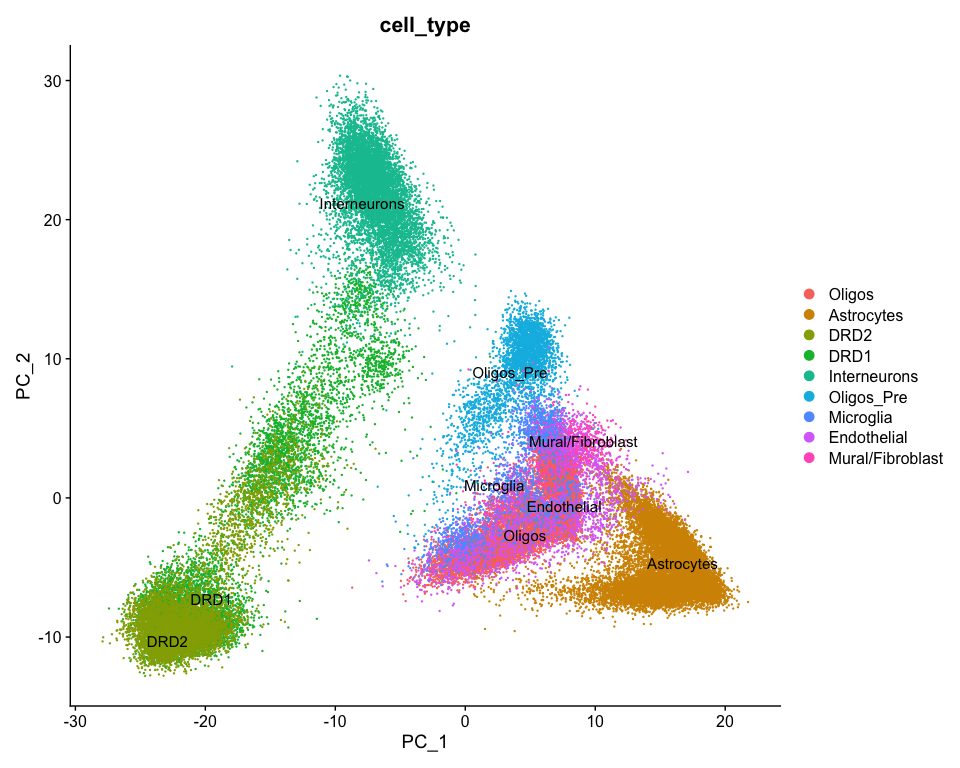 cell_type
PC_2
30
20
10
0
-10
Interneurons
Oligos_Pre
Mural/Fibroblast
Microglia
Endothelial
Oligos
Astrocytes
DRD1
DRD2
-30
-20
-10
0
10
20
PC_1
Oligos
Astrocytes
DRD2
DRD1
Interneurons
Oligos_Pre
Microglia
Endothelial
Mural/Fibroblast